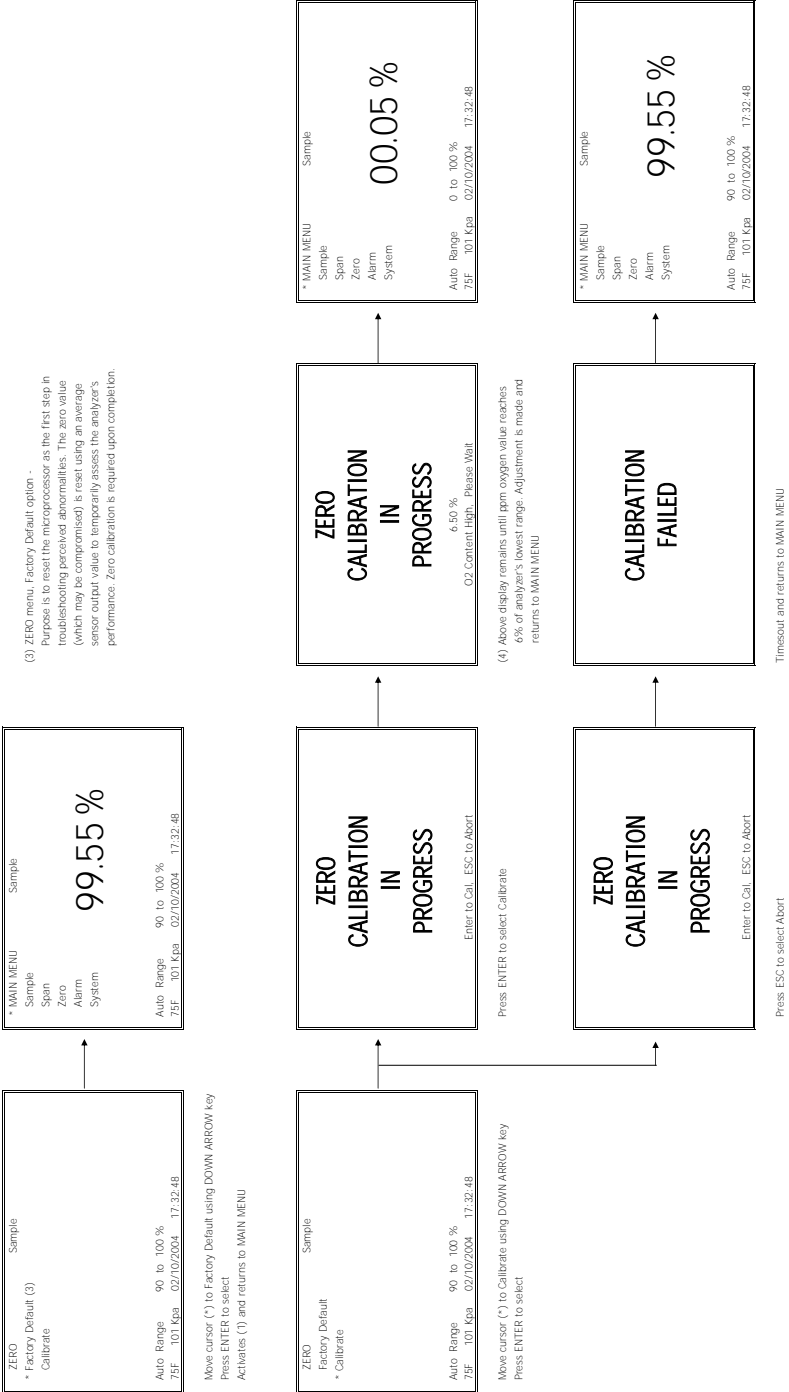 ZERO Sample
* Factory Default (3)
Calibrate
Auto Range 90 to 100 %
75F 101 Kpa 02/10/2004 17:32:48
Move cursor (*) to Factory Default using DOWN ARROW key
Press ENTER to select
Activates (1) and returns to MAIN MENU
* MAIN MENU Sample
Sample
Span
Zero
Alarm
System
99.55 %
Auto Range 90 to 100 %
75F 101 Kpa 02/10/2004 17:32:48
(3) ZERO menu, Factory Default option -
Purpose is to reset the microprocessor as the first step in
troubleshooting perceived abnormalities. The zero value
(which may be compromised) is reset using an average
sensor output value to temporarily assess the analyzer's
performance. Zero calibration is required upon completion.
ZERO Sample
Factory Default
* Calibrate
Auto Range 90 to 100 %
75F 101 Kpa 02/10/2004 17:32:48
Move cursor (*) to Calibrate using DOWN ARROW key
Press ENTER to select
ZERO
CALIBRATION
IN
PROGRESS
Enter to Cal, ESC to Abort
Press ENTER to select Calibrate
ZERO
CALIBRATION
IN
PROGRESS
6.50 %
O2 Content High, Please Wait
(4) Above display remains until ppm oxygen value reaches
6% of analyzer's lowest range. Adjustment is made and
returns to MAIN MENU
* MAIN MENU Sample
Sample
Span
Zero
Alarm
System
00.05 %
Auto Range 0 to 100 %
75F 101 Kpa 02/10/2004 17:32:48
ZERO
CALIBRATION
IN
PROGRESS
Enter to Cal, ESC to Abort
Press ESC to select Abort
CALIBRATION
FAILED
Timesout and returns to MAIN MENU
* MAIN MENU Sample
Sample
Span
Zero
Alarm
System
99.55 %
Auto Range 90 to 100 %
75F 101 Kpa 02/10/2004 17:32:48